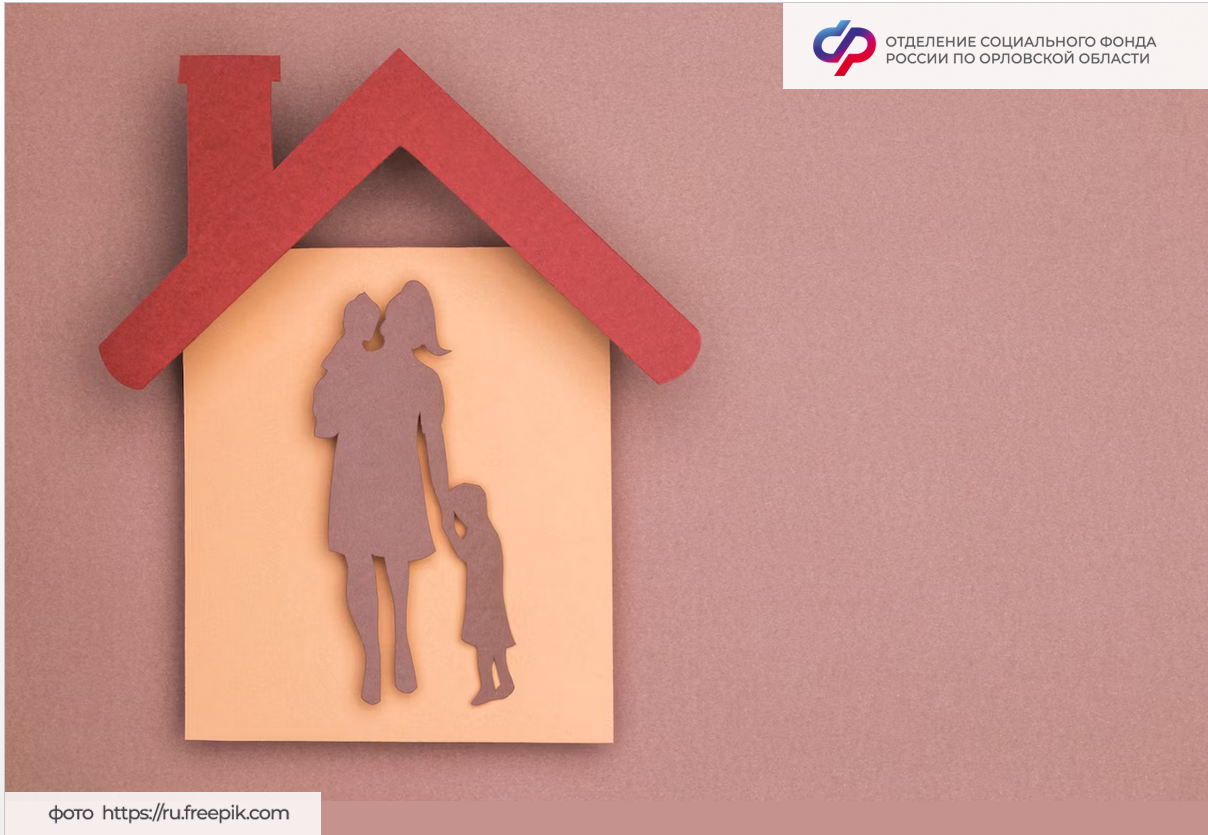 ОТДЕЛЕНИЕ СОЦИАЛЬНОГО ФОНДА
РОССИИ ПО ОРЛОВСКОЙ ОБЛАСТИ
фото https://ru.freepik.com